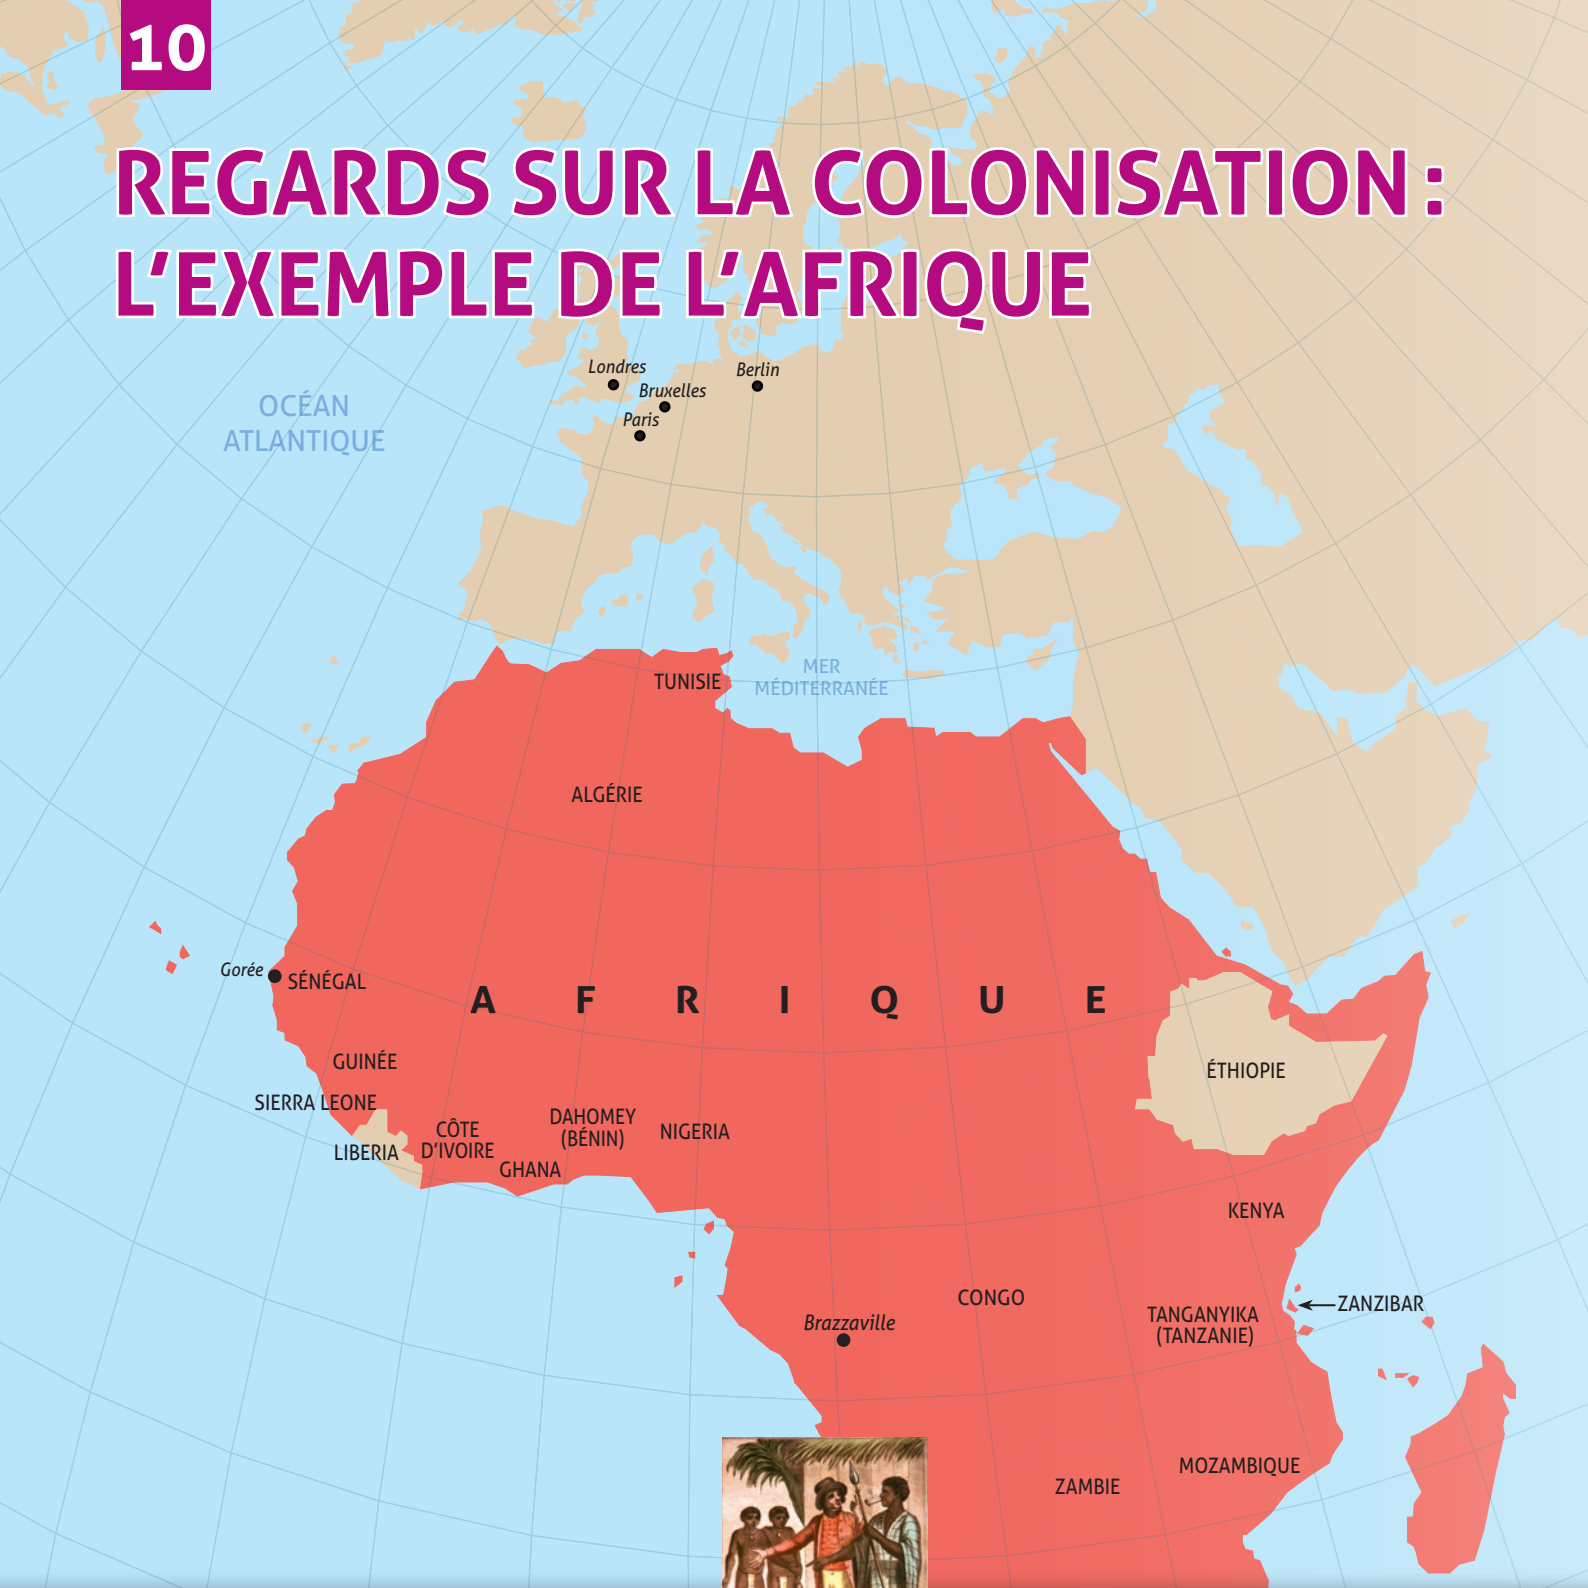 10
REGARDS SUR LA COLONISATION :
L’EXEMPLE DE L’AFRIQUE
Londres
Bruxelles
Berlin
Paris
OCÉAN
ATLANTIQUE
MER
MÉDITERRANÉE
TUNISIE
ALGÉRIE
Gorée
SÉNÉGAL
AFRIQUE
GUINÉE
SIERRA LEONE
LIBERIA
CÔTE
D’IVOIRE
GHANA
DAHOMEY
(BÉNIN)
NIGERIA
ÉTHIOPIE
KENYA
CONGO
Brazzaville
TANGANYIKA
(TANZANIE)
ZANZIBAR
MOZAMBIQUE
ZAMBIE